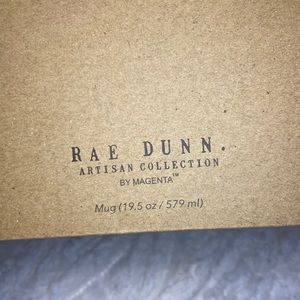 RAE DUNN.
ARTISAN COLLECTION
BY MAGENTA™
Mug (19.5 oz / 579 ml)